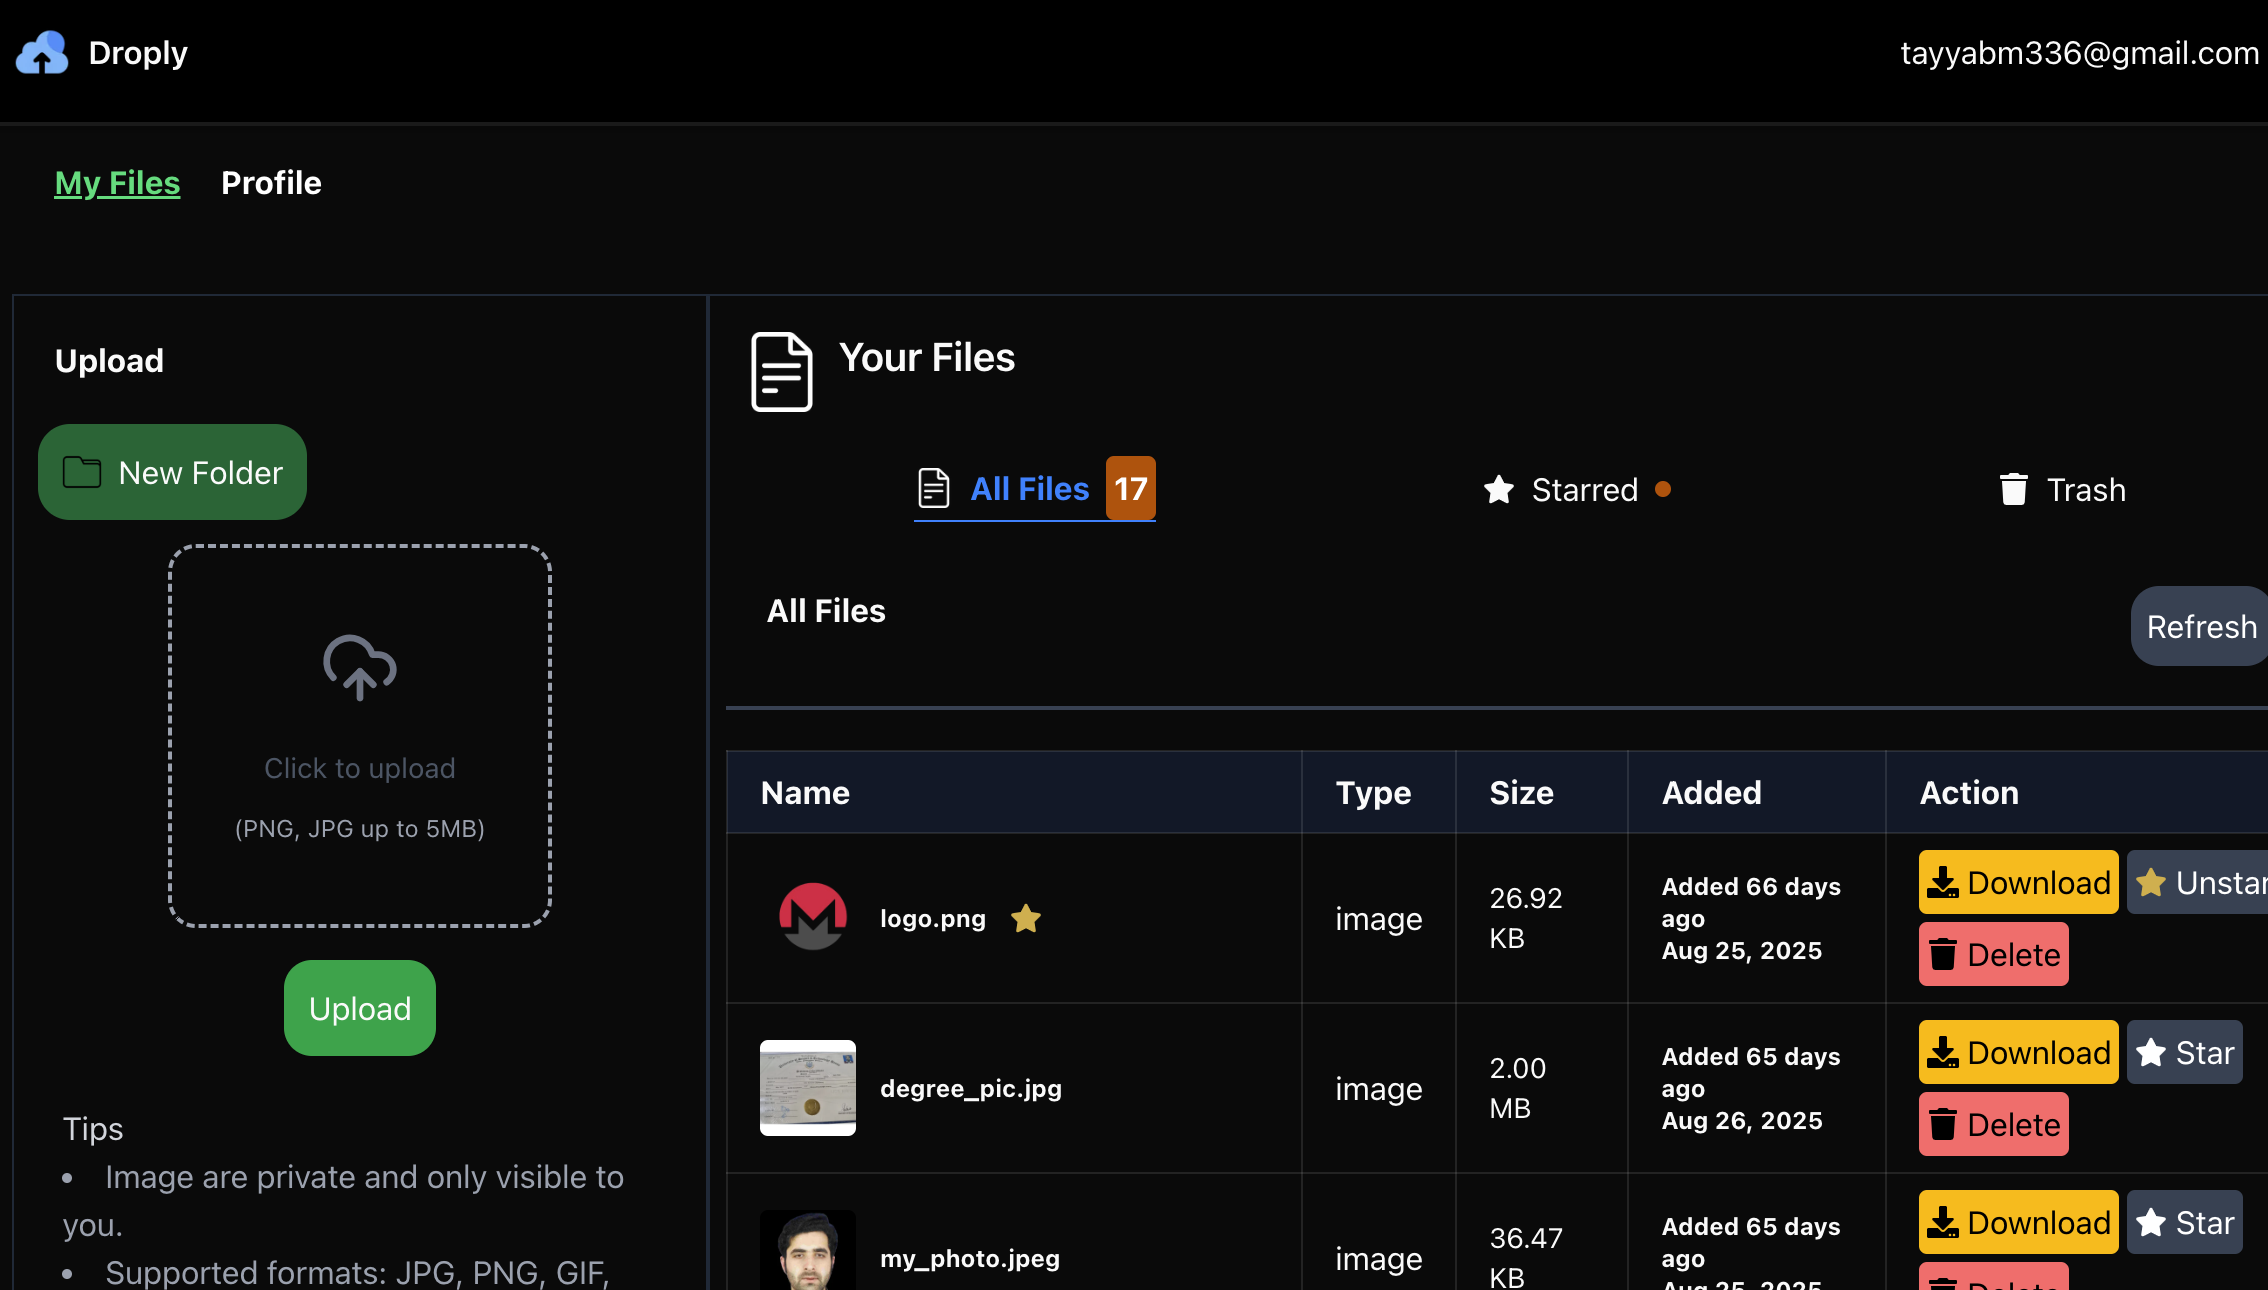 Droply
tayyabm336@gmail.com
My Files
Profile
Upload
New Folder
Click to upload
(PNG, JPG up to 5MB)
Upload
Tips
• Image are private and only visible to
you.
• Supported formats: JPG, PNG, GIF,
Your Files
All Files 17
Starred
Trash
All Files
Refresh
Name
Type
Size
Added
Action
logo.png
image
26.92
KB
Added 66 days
ago
Aug 25, 2025
Download
Unstar
Delete
degree_pic.jpg
image
2.00
MB
Added 65 days
ago
Aug 26, 2025
Download
Star
Delete
my_photo.jpeg
image
36.47
KB
Added 65 days
ago
Aug 25, 2025
Download
Star
Delete